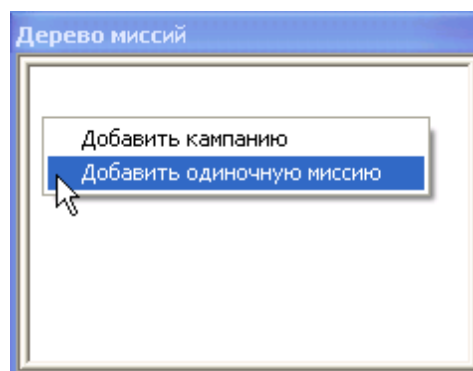 Дерево миссий
Добавить кампанию
Добавить одиночную миссию